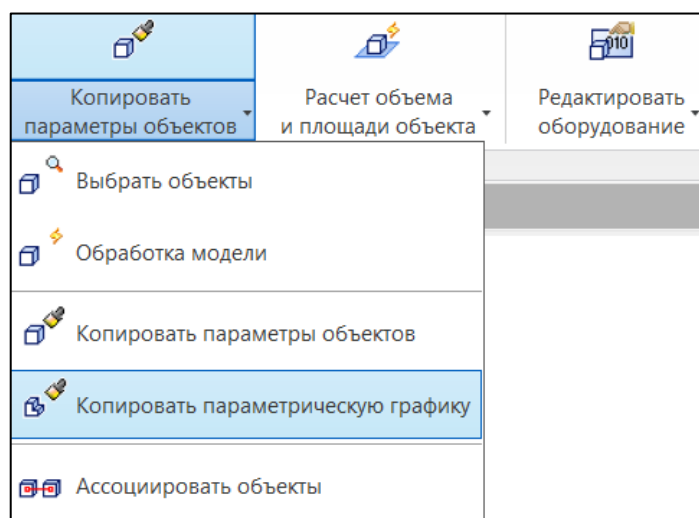 Копировать
параметры объектов
Расчет объема
и площади объекта
010
Редактировать
оборудование
Выбрать объекты
Обработка модели
Копировать параметры объектов
Копировать параметрическую графику
Ассоциировать объекты